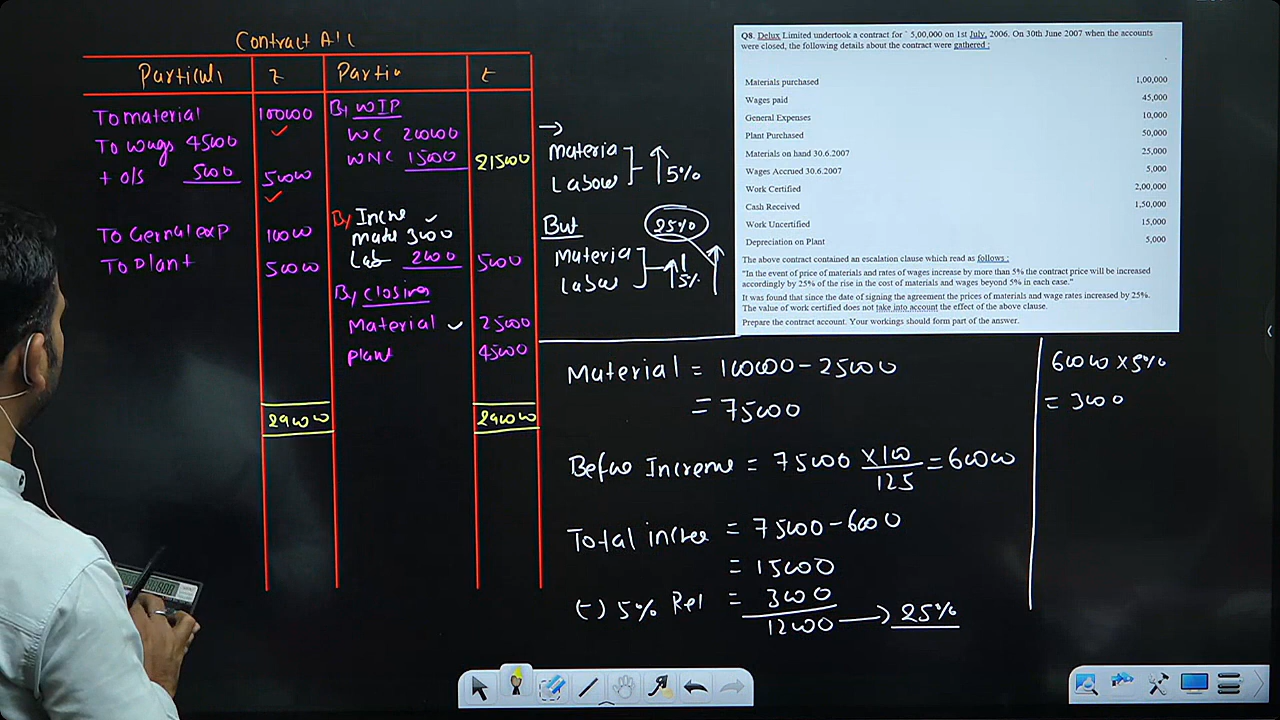 Contract A/c
Particulı ₹ Partic ₹
To material 100000
To wags 45000
+ o/s 5000 50000
To Gernal exp 10000
To Plant 50000
290000
By WIP
WC 200000
WNC 15000 215000
By Incre
mate 3000
Lab 2000 5000
By closing
Material 25000
plant 45000
290000
→
Materia
Labour 5%
But 25%
Materia
Labour 5%
Q8. Delux Limited undertook a contract for ` 5,00,000 on 1st July, 2006. On 30th June 2007 when the accounts
were closed, the following details about the contract were gathered :
Materials purchased 1,00,000
Wages paid 45,000
General Expenses 10,000
Plant Purchased 50,000
Materials on hand 30.6.2007 25,000
Wages Accrued 30.6.2007 5,000
Work Certified 2,00,000
Cash Received 1,50,000
Work Uncertified 15,000
Depreciation on Plant 5,000
The above contract contained an escalation clause which read as follows :
"In the event of price of materials and rates of wages increase by more than 5% the contract price will be increased
accordingly by 25% of the rise in the cost of materials and wages beyond 5% in each case."
It was found that since the date of signing the agreement the prices of materials and wage rates increased by 25%.
The value of work certified does not take into account the effect of the above clause.
Prepare the contract account. Your workings should form part of the answer.
Material = 100000 - 25000
= 75000
Before Increme = 75000 × 100/125 = 60000
Total incree = 75000 - 6000
= 15000
(-) 5% Rel = 3000
12000 → 25%
60000 × 5%
= 3000